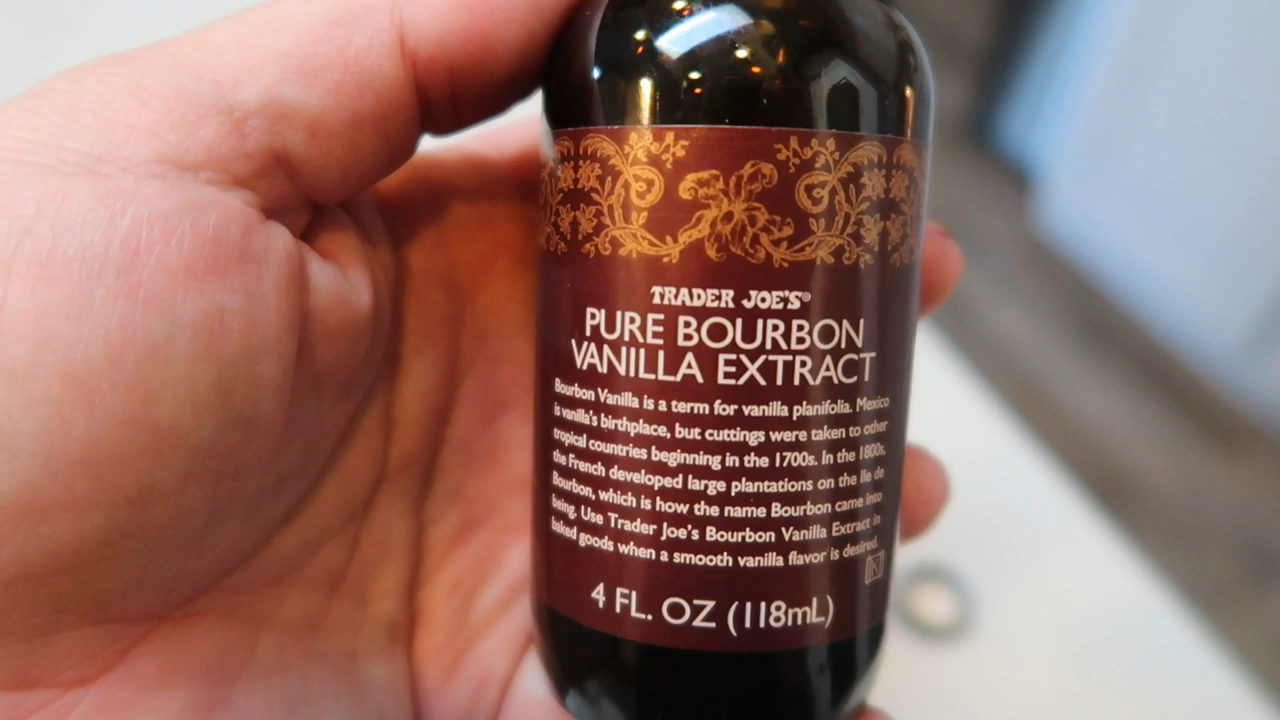 TRADER JOE'S®
PURE BOURBON
VANILLA EXTRACT
Bourbon Vanilla is a term for vanilla planifolia. Mexico
is vanilla's birthplace, but cuttings were taken to other
tropical countries beginning in the 1700s. In the 1800s,
the French developed large plantations on the Ile de
Bourbon, which is how the name Bourbon came into
being. Use Trader Joe's Bourbon Vanilla Extract in
baked goods when a smooth vanilla flavor is desired.
K
4 FL. OZ (118mL)